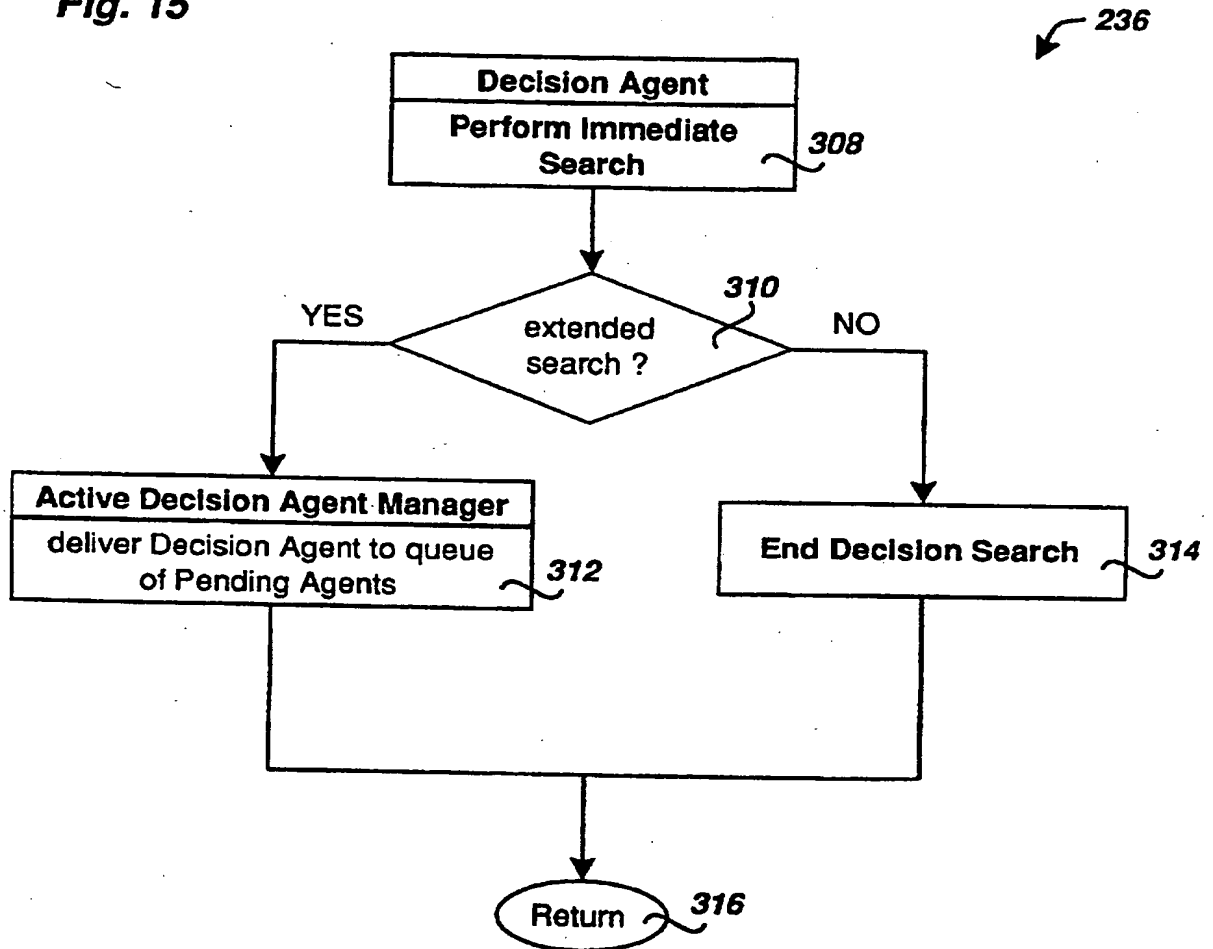 Fig. 15
236
Decision Agent
Perform Immediate
Search
308
310
YES
extended
search ?
NO
Active Decision Agent Manager
deliver Decision Agent to queue
of Pending Agents
312
End Decision Search
314
Return
316